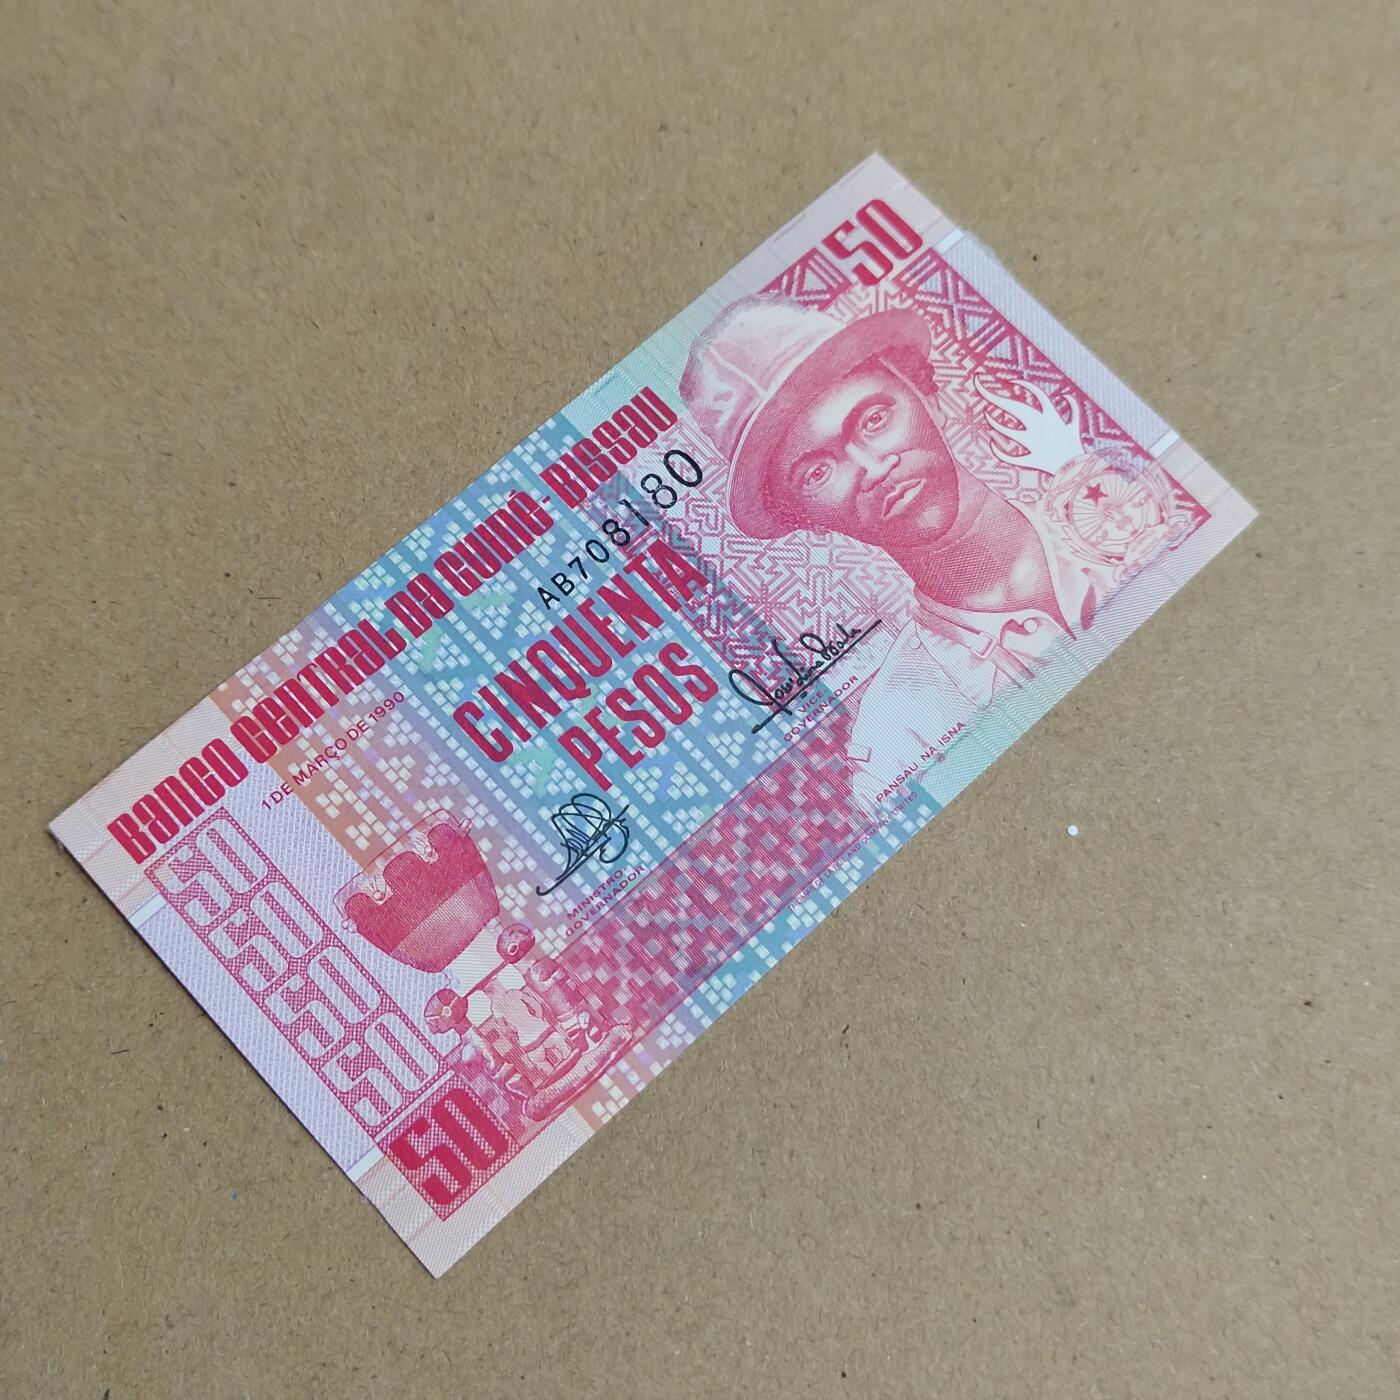 BANCO CENTRAL DA GUINÉ-BISSAU
50
AB708180
1 DE MARÇO DE 1990
CINQUENTA
PESOS
VICE
GOVERNADOR
MINISTRO
GOVERNADOR
PANSAU NA ISNA
50
50
50
50
50